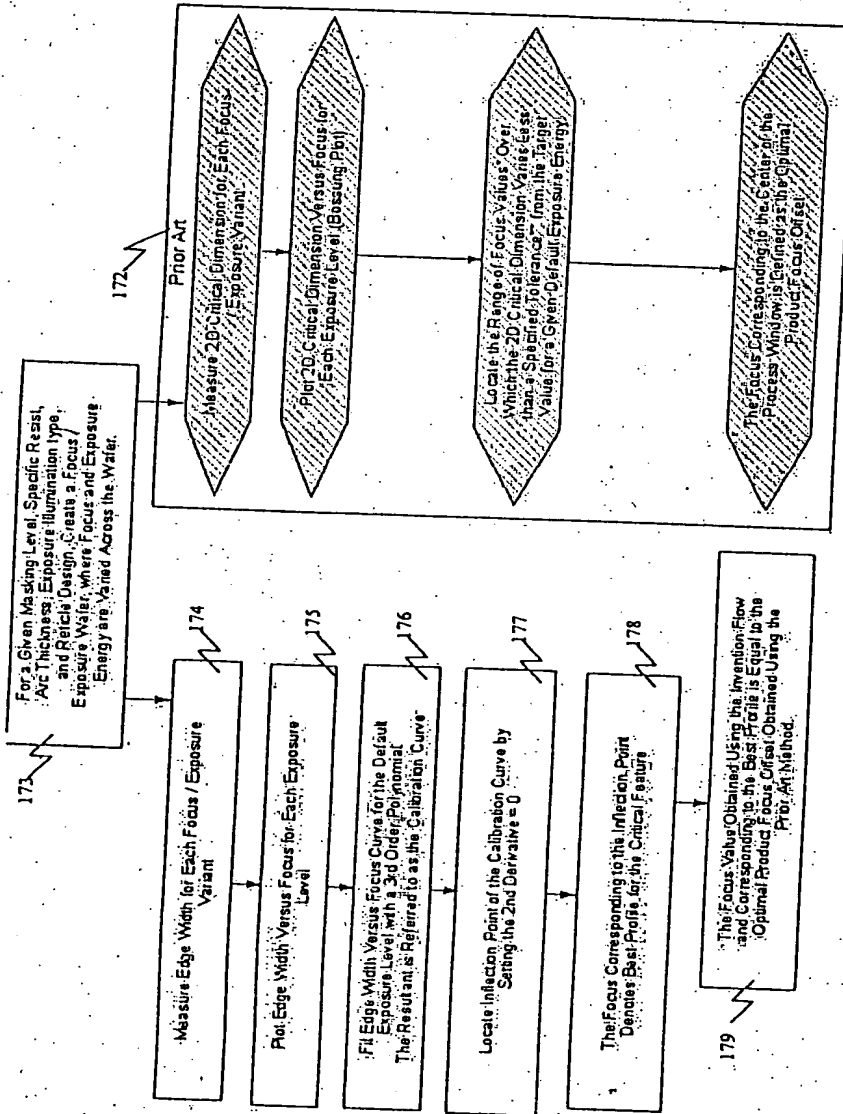 173
For a Given Masking Level, Specific Resist,
Arc Thickness, Exposure Illumination Type,
and Reticle Design, Create a Focus /
Exposure Wafer, where Focus and Exposure
Energy are Varied Across the Wafer.
174
Measure Edge Width for Each Focus / Exposure
Variant
175
Plot Edge Width Versus Focus for Each Exposure
Level
176
Fit Edge Width Versus Focus Curve for the Default
Exposure Level with a 3rd Order Polynomial
The Resultant is Referred to as the Calibration Curve
177
Locate Inflection Point of the Calibration Curve by
Setting the 2nd Derivative = 0
178
The Focus Corresponding to the Inflection Point
Denotes Best Profile for the Critical Feature
179
The Focus Value Obtained Using the Invention Flow
and Corresponding to the Best Profile is Equal to the
Optimal Product Focus Offset Obtained Using the
Prior Art Method.
172
Prior Art
Measure 2D Critical Dimension for Each Focus
/ Exposure Variant
Plot 2D Critical Dimension Versus Focus for
Each Exposure Level (Bossung Plot)
Locate the Range of Focus Values Over
Which the 2D Critical Dimension Varies Less
than a Specified Tolerance from the Target
Value for a Given Default Exposure Energy
The Focus Corresponding to the Center of the
Process Window is Defined as the Optimal
Product Focus Offset